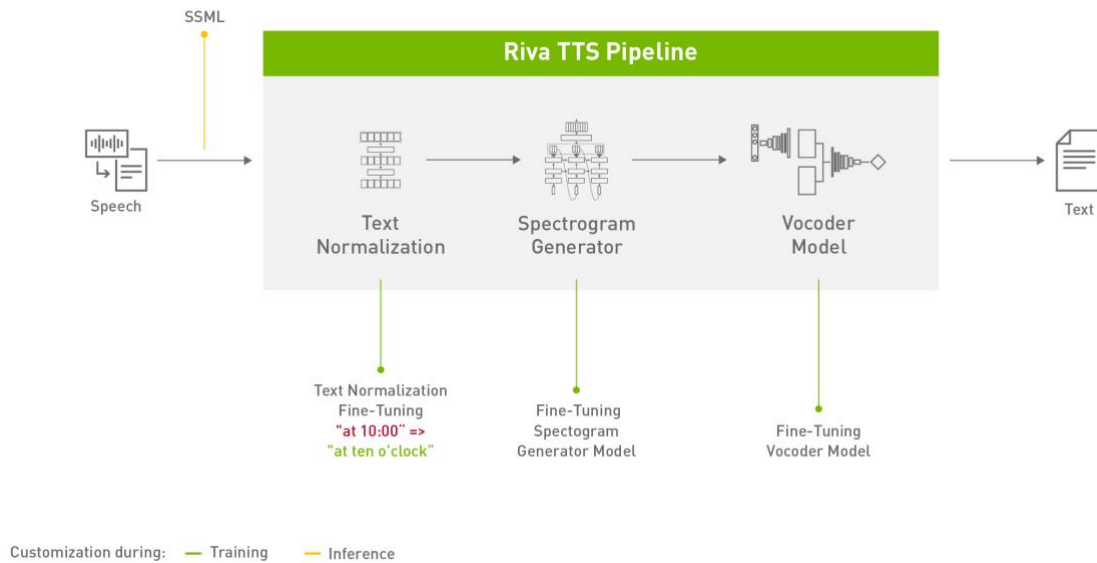 SSML
Riva TTS Pipeline
Speech
Text
Normalization
Spectrogram
Generator
Vocoder
Model
Text
Text Normalization
Fine-Tuning
"at 10:00" =>
"at ten o'clock"
Fine-Tuning
Spectogram
Generator Model
Fine-Tuning
Vocoder Model
Customization during: Training Inference